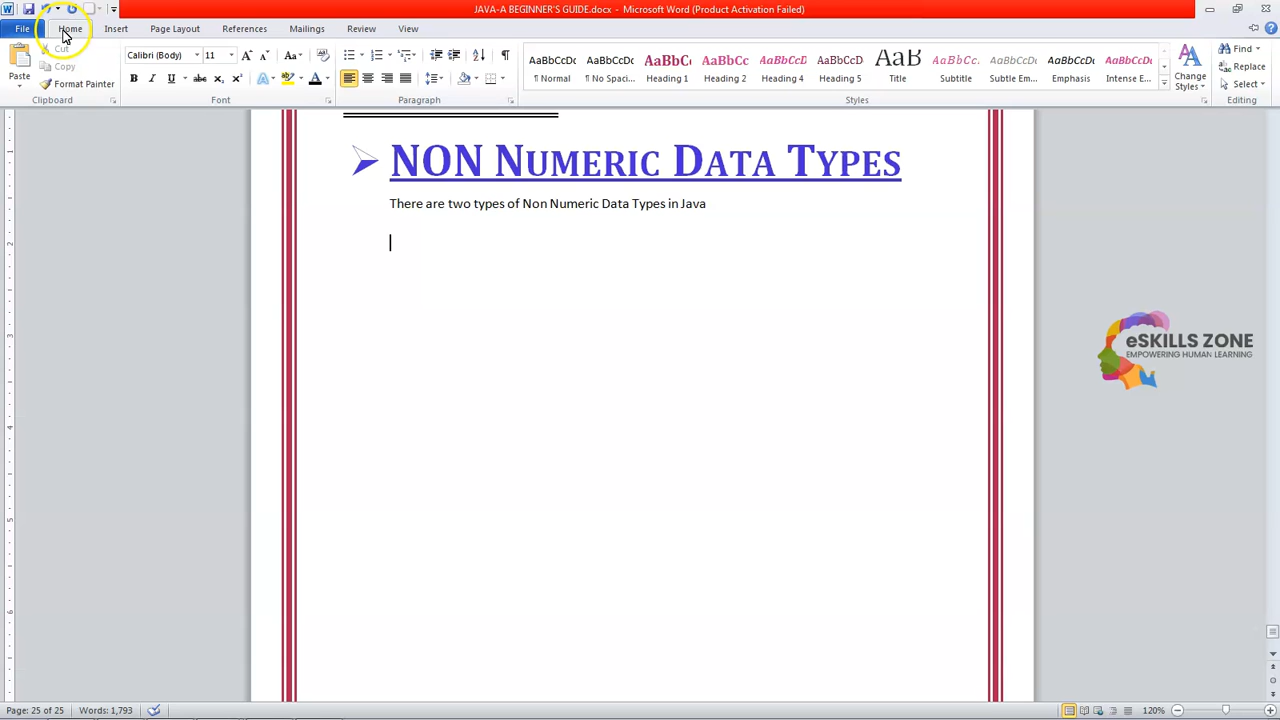 JAVA-A BEGINNER'S GUIDE.docx - Microsoft Word (Product Activation Failed)
File Home Insert Page Layout References Mailings Review View
Paste Cut Copy Format Painter
Calibri (Body) 11
AaBbCcDc AaBbCcDc AaBbC AaBbCc AaBbCcD AaBbCcD AaB AaBbCcD AaBbCcDc AaBbCcDc AaBbCcDc
¶ Normal ¶ No Spaci... Heading 1 Heading 2 Heading 4 Heading 5 Title Subtitle Subtle Em... Emphasis Intense E...
Change Styles
Find
Replace
Select
Clipboard Font Paragraph Styles Editing
NON NUMERIC DATA TYPES
There are two types of Non Numeric Data Types in Java
eSKILLS ZONE
EMPOWERING HUMAN LEARNING
Page: 25 of 25 Words: 1,793 120%